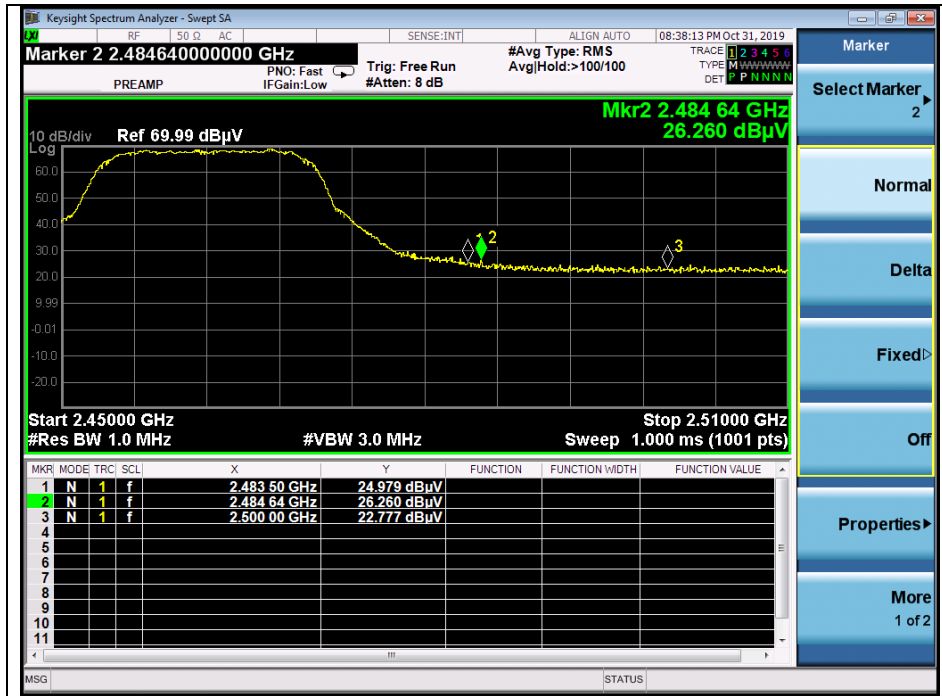 Keysight Spectrum Analyzer - Swept SA
LXI RF 50 Ω AC SENSE:INT ALIGN AUTO 08:38:13 PM Oct 31, 2019
Marker 2 2.484640000000 GHz
PREAMP
PNO: Fast
IFGain:Low
Trig: Free Run
#Atten: 8 dB
#Avg Type: RMS
Avg|Hold:>100/100
TRACE 1 2 3 4 5 6
TYPE M W W W W W
DET P P N N N N
Mkr2 2.484 64 GHz
26.260 dBµV
10 dB/div Ref 69.99 dBµV
Log
60.0
50.0
40.0
30.0
20.0
9.99
-0.01
-10.0
-20.0
1 2
3
Start 2.45000 GHz Stop 2.51000 GHz
#Res BW 1.0 MHz #VBW 3.0 MHz Sweep 1.000 ms (1001 pts)
MKR MODE TRC SCL X Y FUNCTION FUNCTION WIDTH FUNCTION VALUE
1 N 1 f 2.483 50 GHz 24.979 dBµV
2 N 1 f 2.484 64 GHz 26.260 dBµV
3 N 1 f 2.500 00 GHz 22.777 dBµV
4
5
6
7
8
9
10
11
MSG STATUS
Marker
Select Marker
2
Normal
Delta
Fixed
Off
Properties
More
1 of 2